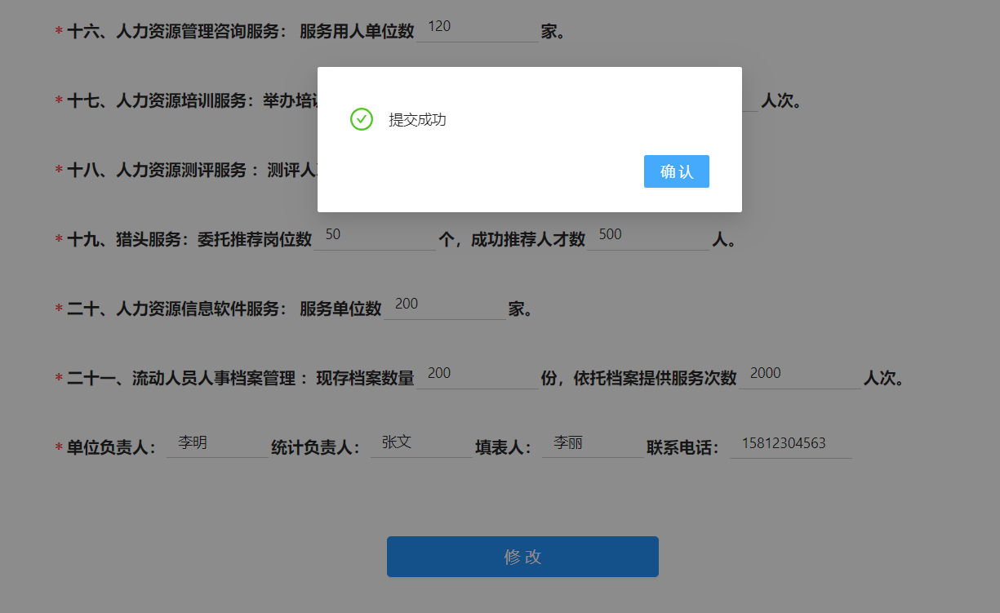 * 十六、人力资源管理咨询服务： 服务用人单位数 120 家。
* 十七、人力资源培训服务：举办培 人次。
提交成功
* 十八、人力资源测评服务 ：测评人
确 认
* 十九、猎头服务：委托推荐岗位数 50 个，成功推荐人才数 500 人。
* 二十、人力资源信息软件服务： 服务单位数 200 家。
* 二十一、流动人员人事档案管理 ：现存档案数量 200 份，依托档案提供服务次数 2000 人次。
* 单位负责人： 李明 统计负责人： 张文 填表人： 李丽 联系电话： 15812304563
修 改